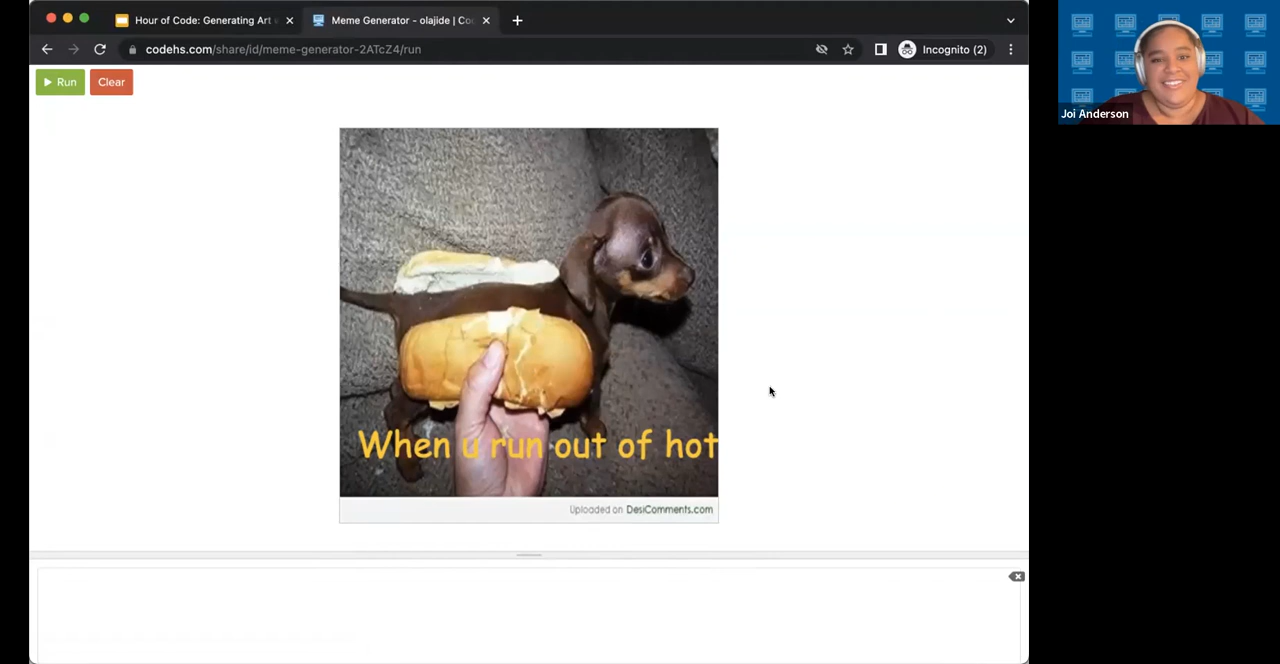 Hour of Code: Generating Art
Meme Generator - olajide | Co
codehs.com/share/id/meme-generator-2ATcZ4/run
Incognito (2)
Run
Clear
When u run out of hot
Uploaded on DesiComments.com
Joi Anderson